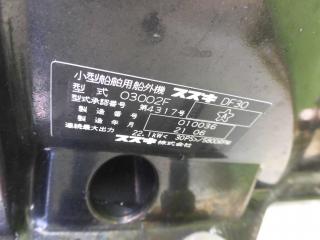 小型船舶用船外機 スズキ DF30
型式 03002F
型式承認番号 第4317号
製造番号 010036
製造年月 21 06
連続最大出力 22.1kW< 30PS>/5800rpm
スズキ株式会社